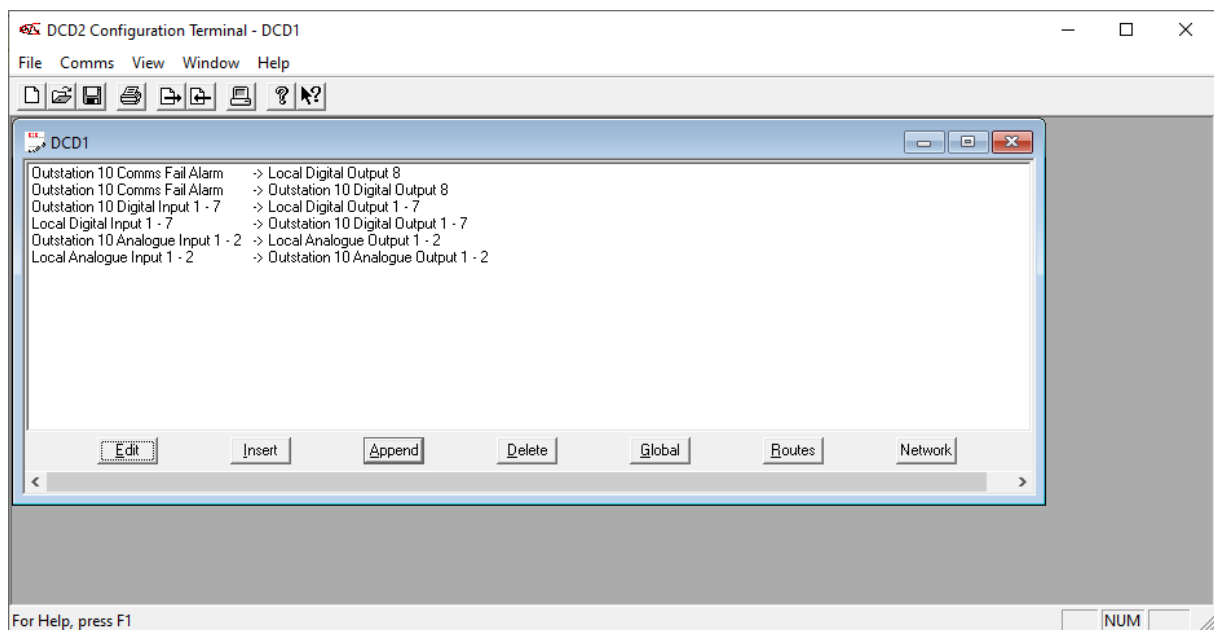 DCD2 Configuration Terminal - DCD1
File Comms View Window Help
DCD1
Outstation 10 Comms Fail Alarm -> Local Digital Output 8
Outstation 10 Comms Fail Alarm -> Outstation 10 Digital Output 8
Outstation 10 Digital Input 1 - 7 -> Local Digital Output 1 - 7
Local Digital Input 1 - 7 -> Outstation 10 Digital Output 1 - 7
Outstation 10 Analogue Input 1 - 2 -> Local Analogue Output 1 - 2
Local Analogue Input 1 - 2 -> Outstation 10 Analogue Output 1 - 2
Edit Insert Append Delete Global Routes Network
For Help, press F1 NUM